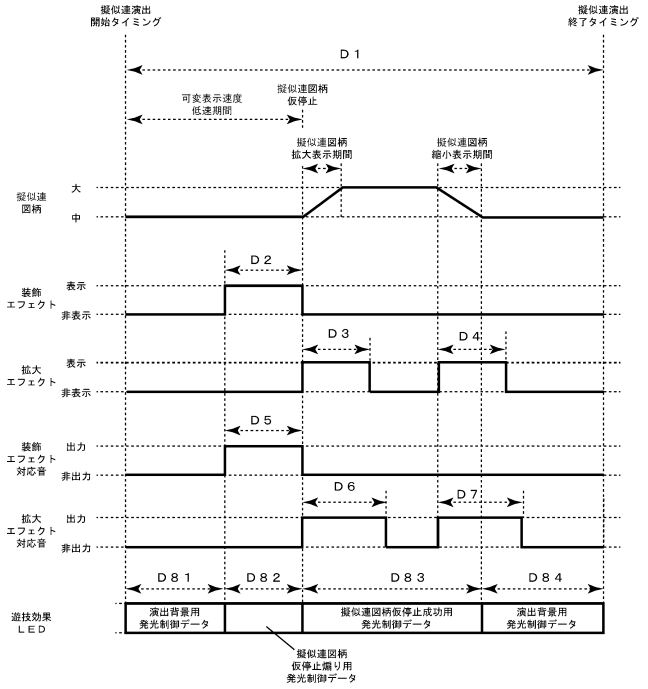 擬似連演出
開始タイミング
擬似連演出
終了タイミング
D1
可変表示速度
低速期間
擬似連図柄
仮停止
擬似連図柄
拡大表示期間
擬似連図柄
縮小表示期間
擬似連
図柄
大
中
D2
装飾
エフェクト
表示
非表示
D3
D4
拡大
エフェクト
表示
非表示
D5
装飾
エフェクト
対応音
出力
非出力
D6
D7
拡大
エフェクト
対応音
出力
非出力
D81
D82
D83
D84
遊技効果
LED
演出背景用
発光制御データ
擬似連図柄仮停止成功用
発光制御データ
演出背景用
発光制御データ
擬似連図柄
仮停止煽り用
発光制御データ